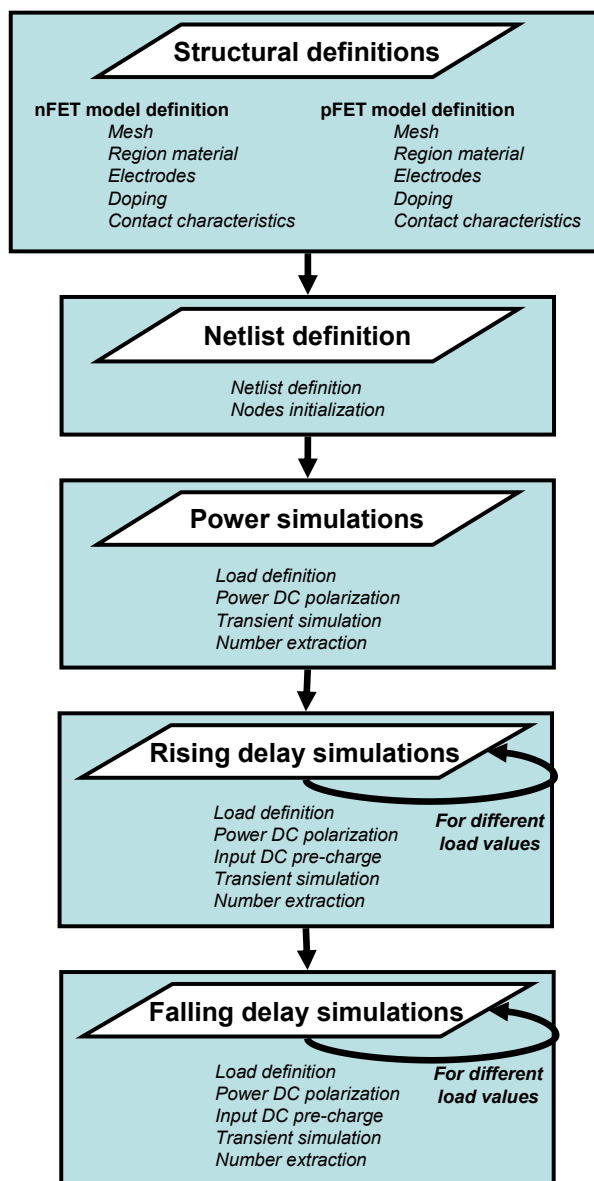 Structural definitions
nFET model definition
Mesh
Region material
Electrodes
Doping
Contact characteristics
pFET model definition
Mesh
Region material
Electrodes
Doping
Contact characteristics
Netlist definition
Netlist definition
Nodes initialization
Power simulations
Load definition
Power DC polarization
Transient simulation
Number extraction
Rising delay simulations
Load definition
Power DC polarization
Input DC pre-charge
Transient simulation
Number extraction
For different
load values
Falling delay simulations
Load definition
Power DC polarization
Input DC pre-charge
Transient simulation
Number extraction
For different
load values